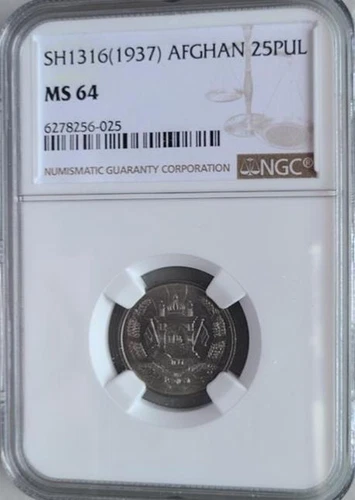 SH1316(1937) AFGHAN 25PUL
MS 64
6278256-025
NUMISMATIC GUARANTY CORPORATION NGC®